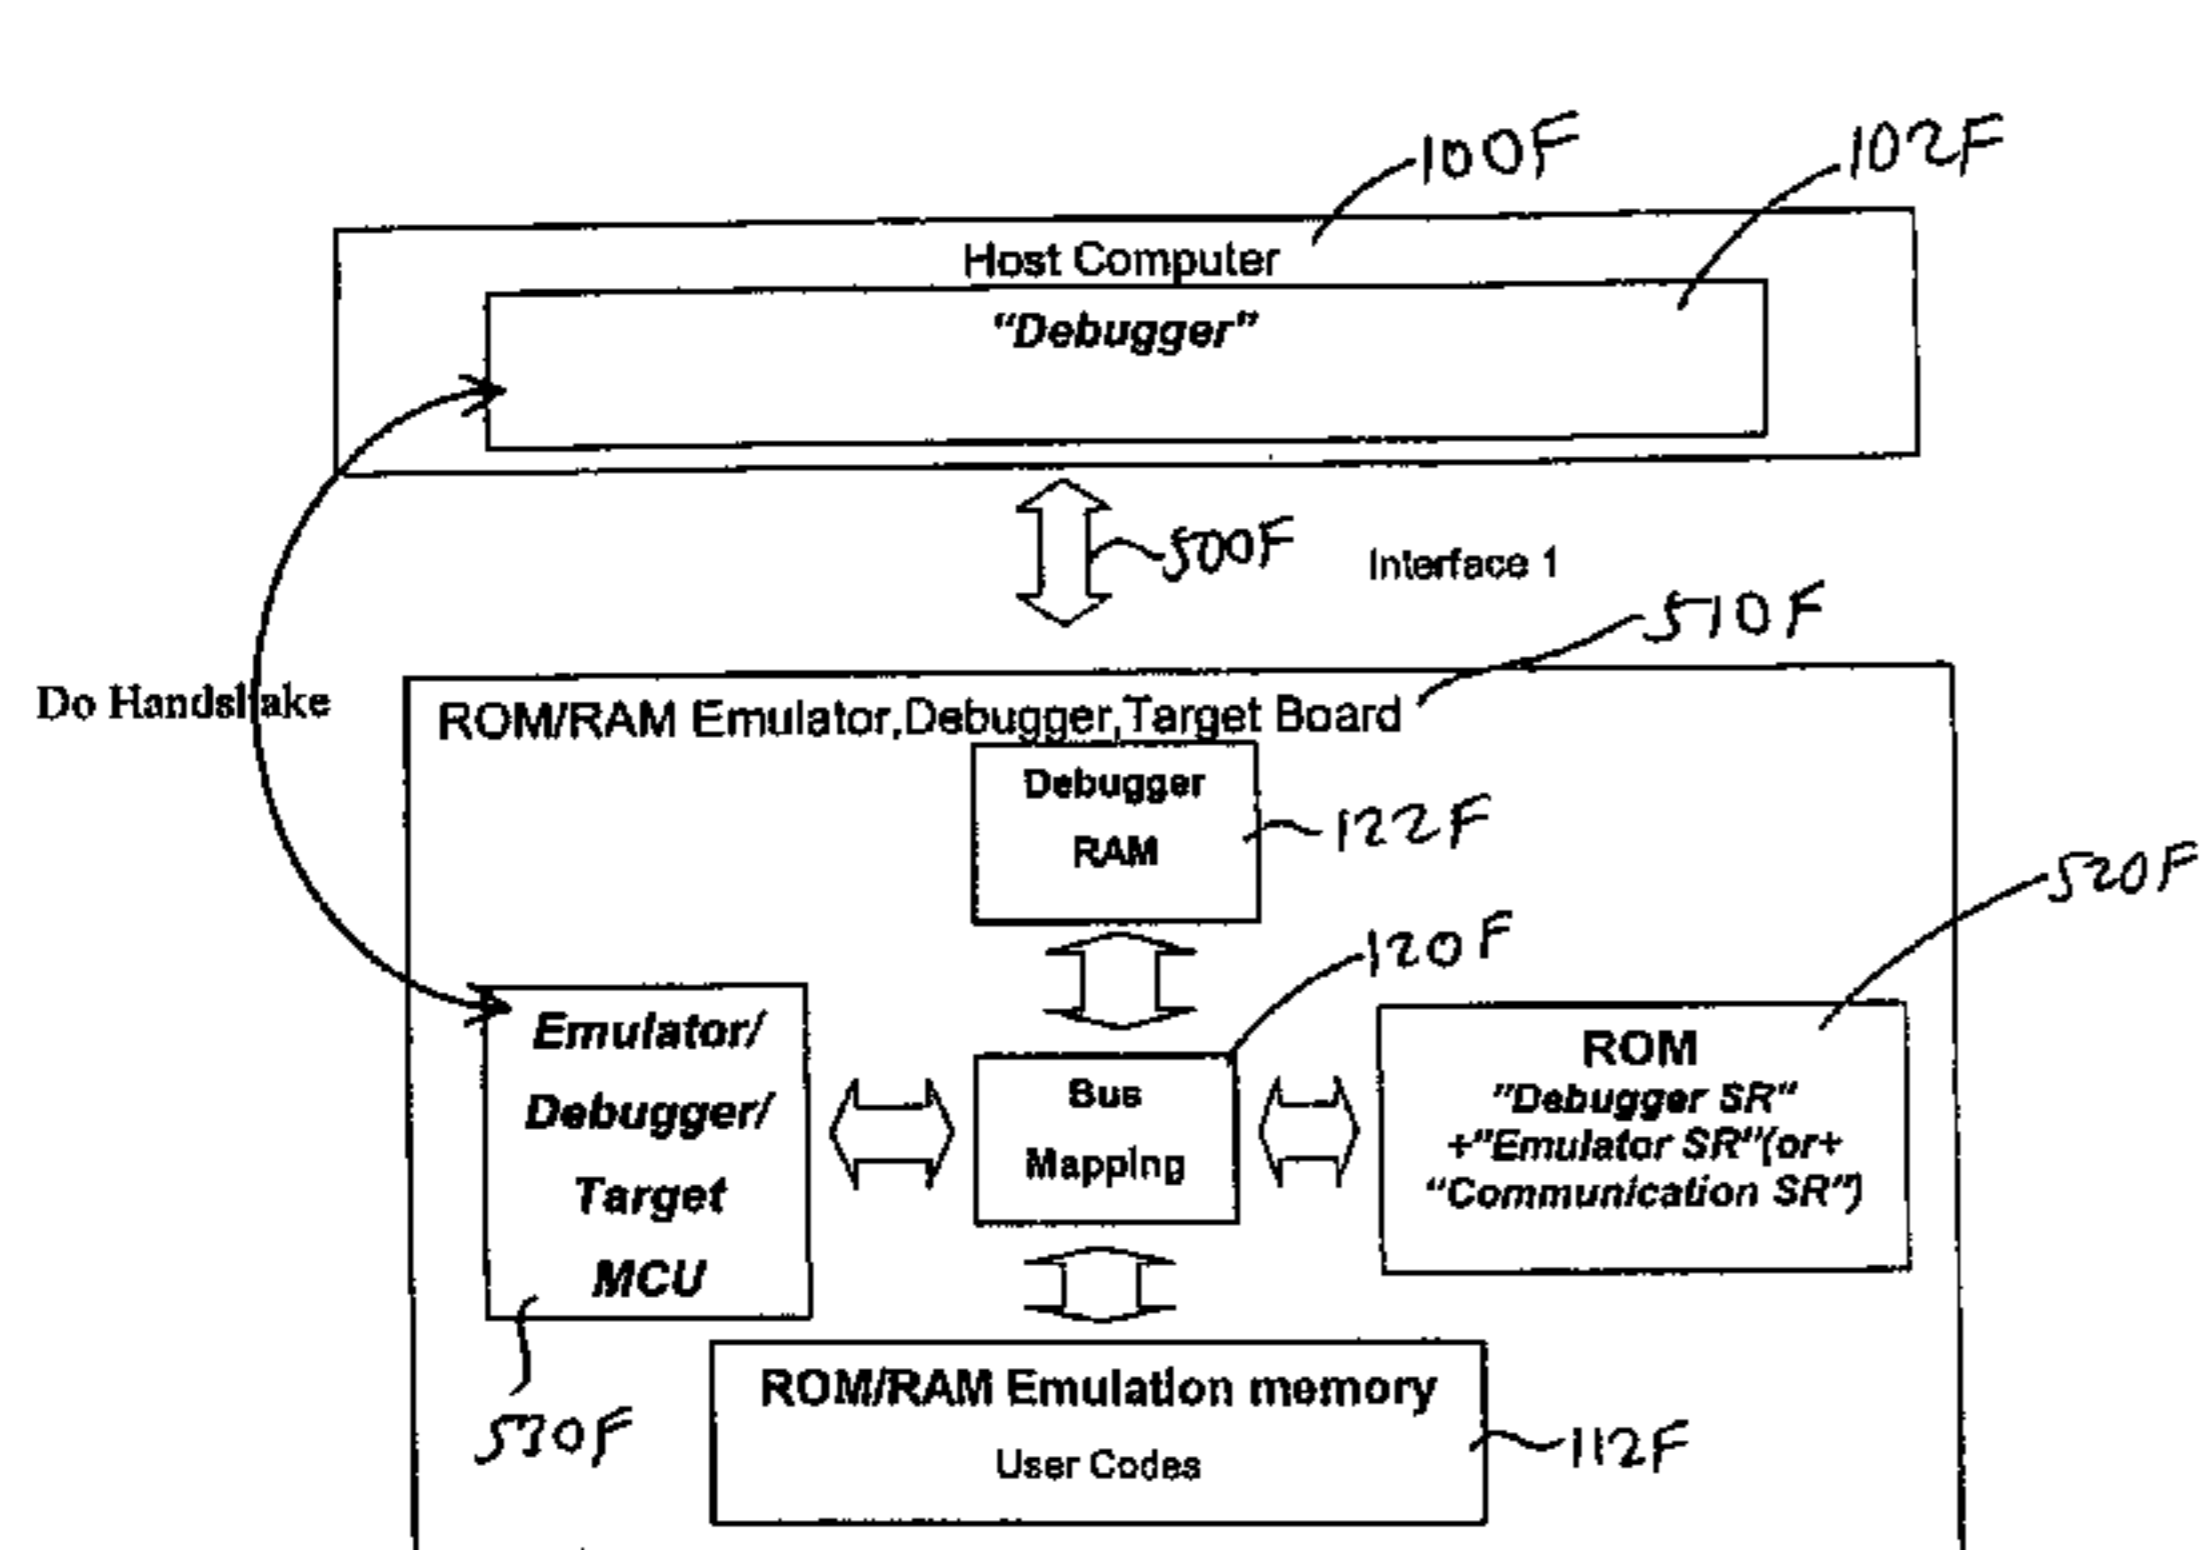 100F
102F
Host Computer
"Debugger"
500F
Interface 1
510F
Do Handshake
ROM/RAM Emulator,Debugger,Target Board
Debugger
RAM
122F
520F
120F
Emulator/
Debugger/
Target
MCU
Bus
Mapping
ROM
"Debugger SR"
+"Emulator SR"(or+
"Communication SR")
530F
ROM/RAM Emulation memory
User Codes
112F